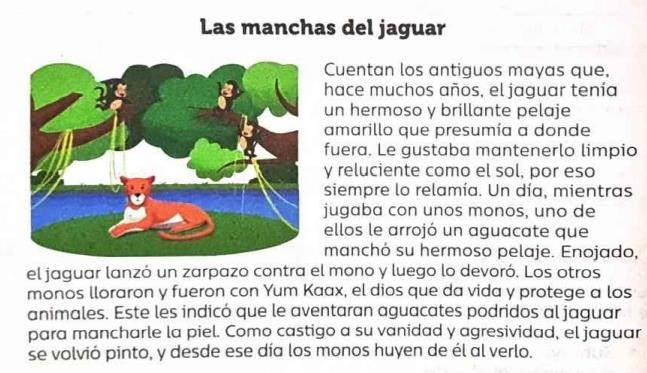 Las manchas del jaguar
Cuentan los antiguos mayas que,
hace muchos años, el jaguar tenía
un hermoso y brillante pelaje
amarillo que presumía a donde
fuera. Le gustaba mantenerlo limpio
y reluciente como el sol, por eso
siempre lo relamía. Un día, mientras
jugaba con unos monos, uno de
ellos le arrojó un aguacate que
manchó su hermoso pelaje. Enojado,
el jaguar lanzó un zarpazo contra el mono y luego lo devoró. Los otros
monos lloraron y fueron con Yum Kaax, el dios que da vida y protege a los
animales. Este les indicó que le aventaran aguacates podridos al jaguar
para mancharle la piel. Como castigo a su vanidad y agresividad, el jaguar
se volvió pinto, y desde ese día los monos huyen de él al verlo.